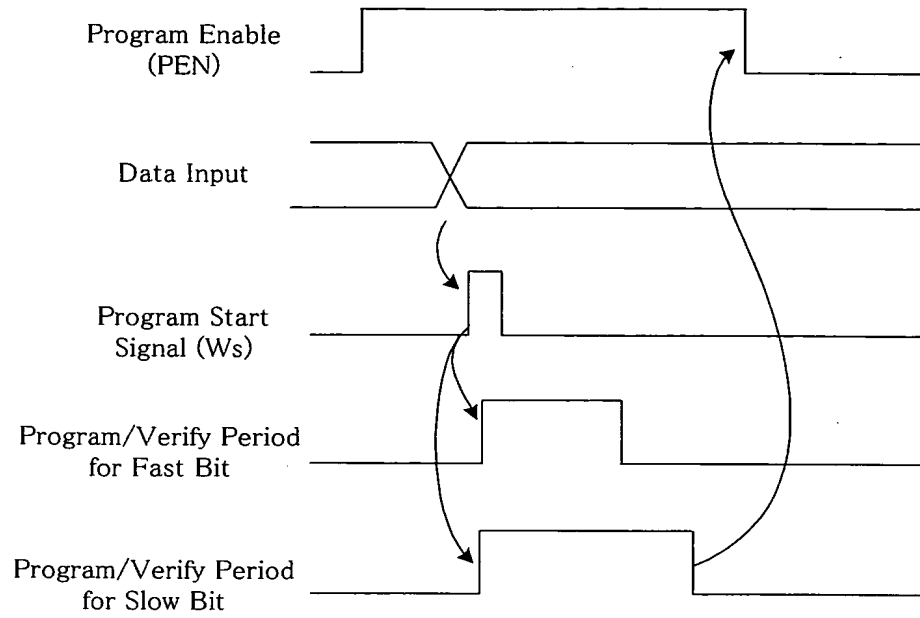 Program Enable
(PEN)
Data Input
Program Start
Signal (Ws)
Program/Verify Period
for Fast Bit
Program/Verify Period
for Slow Bit